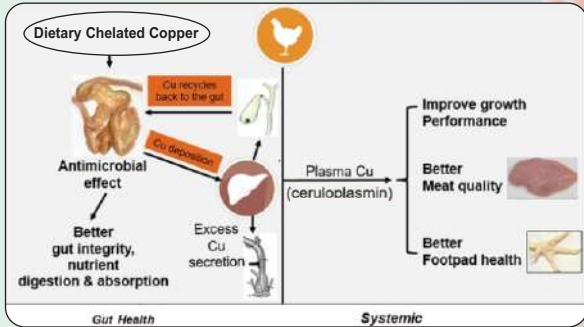 Dietary Chelated Copper
Cu recycles
back to the gut
Cu deposition
Antimicrobial
effect
Better
gut integrity,
nutrient
digestion & absorption
Excess
Cu
secretion
Plasma Cu
(ceruloplasmin)
Improve growth
Performance
Better
Meat quality
Better
Footpad health
Gut Health
Systemic